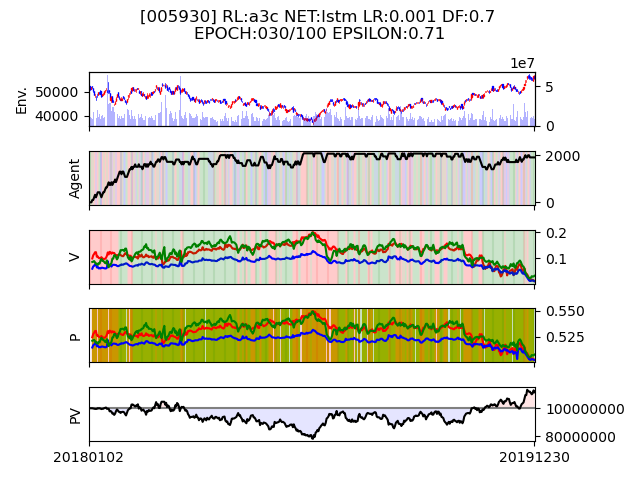 [005930] RL:a3c NET:lstm LR:0.001 DF:0.7
EPOCH:030/100 EPSILON:0.71
1e7
Env.
50000
40000
5
0
Agent
2000
0
V
0.2
0.1
P
0.550
0.525
PV
100000000
80000000
20180102
20191230